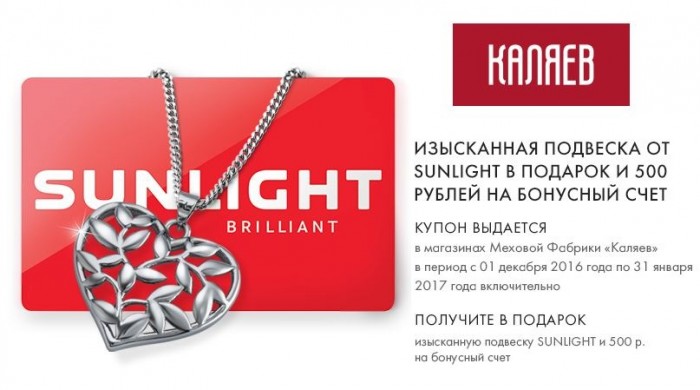 SUNLIGHT
BRILLIANT
КАЛЯЕВ
ИЗЫСКАННАЯ ПОДВЕСКА ОТ
SUNLIGHT В ПОДАРОК И 500
РУБЛЕЙ НА БОНУСНЫЙ СЧЕТ
КУПОН ВЫДАЕТСЯ
в магазинах Меховой Фабрики «Каляев»
в период с 01 декабря 2016 года по 31 января
2017 года включительно
ПОЛУЧИТЕ В ПОДАРОК
изысканную подвеску SUNLIGHT и 500 р.
на бонусный счет